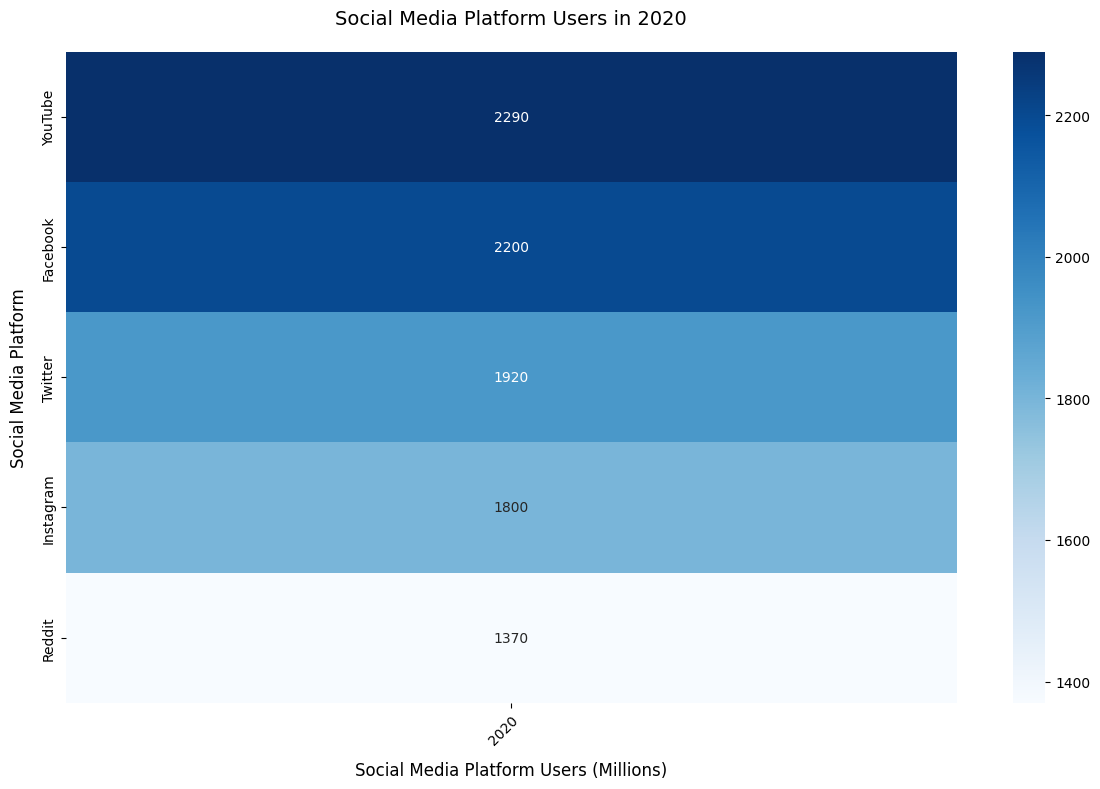 Social Media Platform Users in 2020
Social Media Platform
YouTube
2290
Facebook
2200
Twitter
1920
Instagram
1800
Reddit
1370
2020
Social Media Platform Users (Millions)
2200
2000
1800
1600
1400